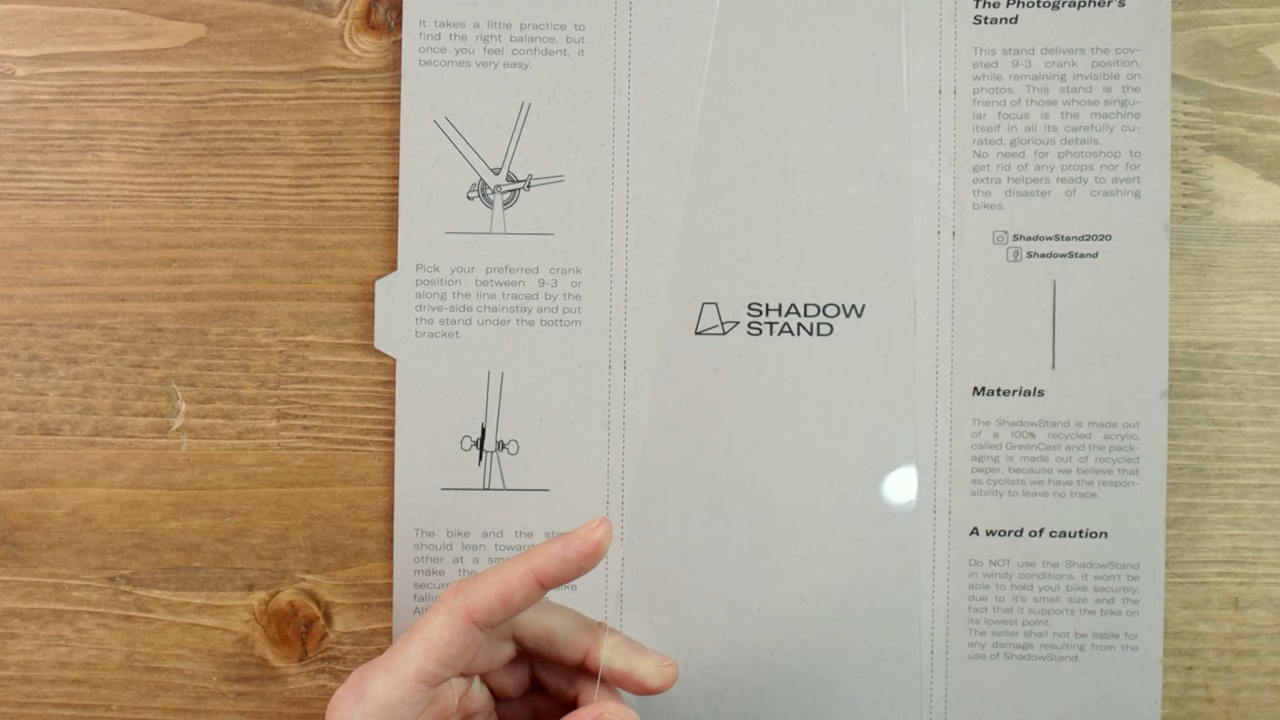 It takes a little practice to
find the right balance, but
once you feel confident, it
becomes very easy.
Pick your preferred crank
position between 9-3 or
along the line traced by the
drive-side chainstay and put
the stand under the bottom
bracket.
The bike and the
should lean
other at a
make the
SHADOW
STAND
The Photographer's
Stand
This stand delivers the cov-
eted 9-3 crank position,
while remaining invisible on
photos. This stand is the
friend of those whose singu-
lar focus is the machine
itself in all its carefully cu-
rated, glorious details.
No need for photoshop to
get rid of any props nor for
extra helpers ready to avert
the disaster of crashing
bikes.
ShadowStand2020
ShadowStand
Materials
The ShadowStand is made out
of a 100% recycled acrylic,
called GreenCast and the pack-
aging is made out of recycled
paper, because we believe that
as cyclists we have the respon-
sibility to leave no trace.
A word of caution
Do NOT use the ShadowStand
in windy conditions. It won't be
able to hold your bike securely,
due to it's small size and the
fact that it supports the bike on
its lowest point.
The seller shall not be liable for
any damage resulting from the
use of ShadowStand.